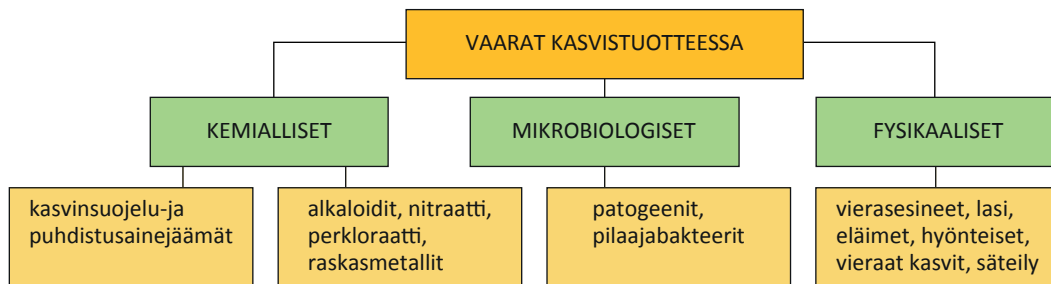 VAARAT KASVISTUOTTEESSA
KEMIALLISET
MIKROBIOLOGISET
FYSIKAALISET
kasvinsuojelu-ja
puhdistusainejäämät
alkaloidit, nitraatti,
perkloraatti,
raskasmetallit
patogeenit,
pilaajabakteerit
vierasesineet, lasi,
eläimet, hyönteiset,
vieraat kasvit, säteily